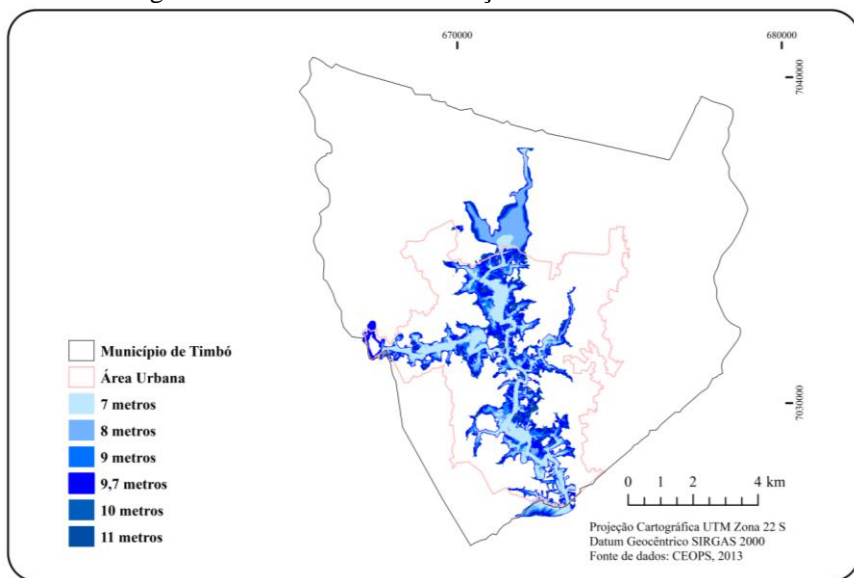 670000
680000
7040000
7030000
Município de Timbó
Área Urbana
7 metros
8 metros
9 metros
9,7 metros
10 metros
11 metros
0 1 2 4 km
Projeção Cartográfica UTM Zona 22 S
Datum Geocêntrico SIRGAS 2000
Fonte de dados: CEOPS, 2013